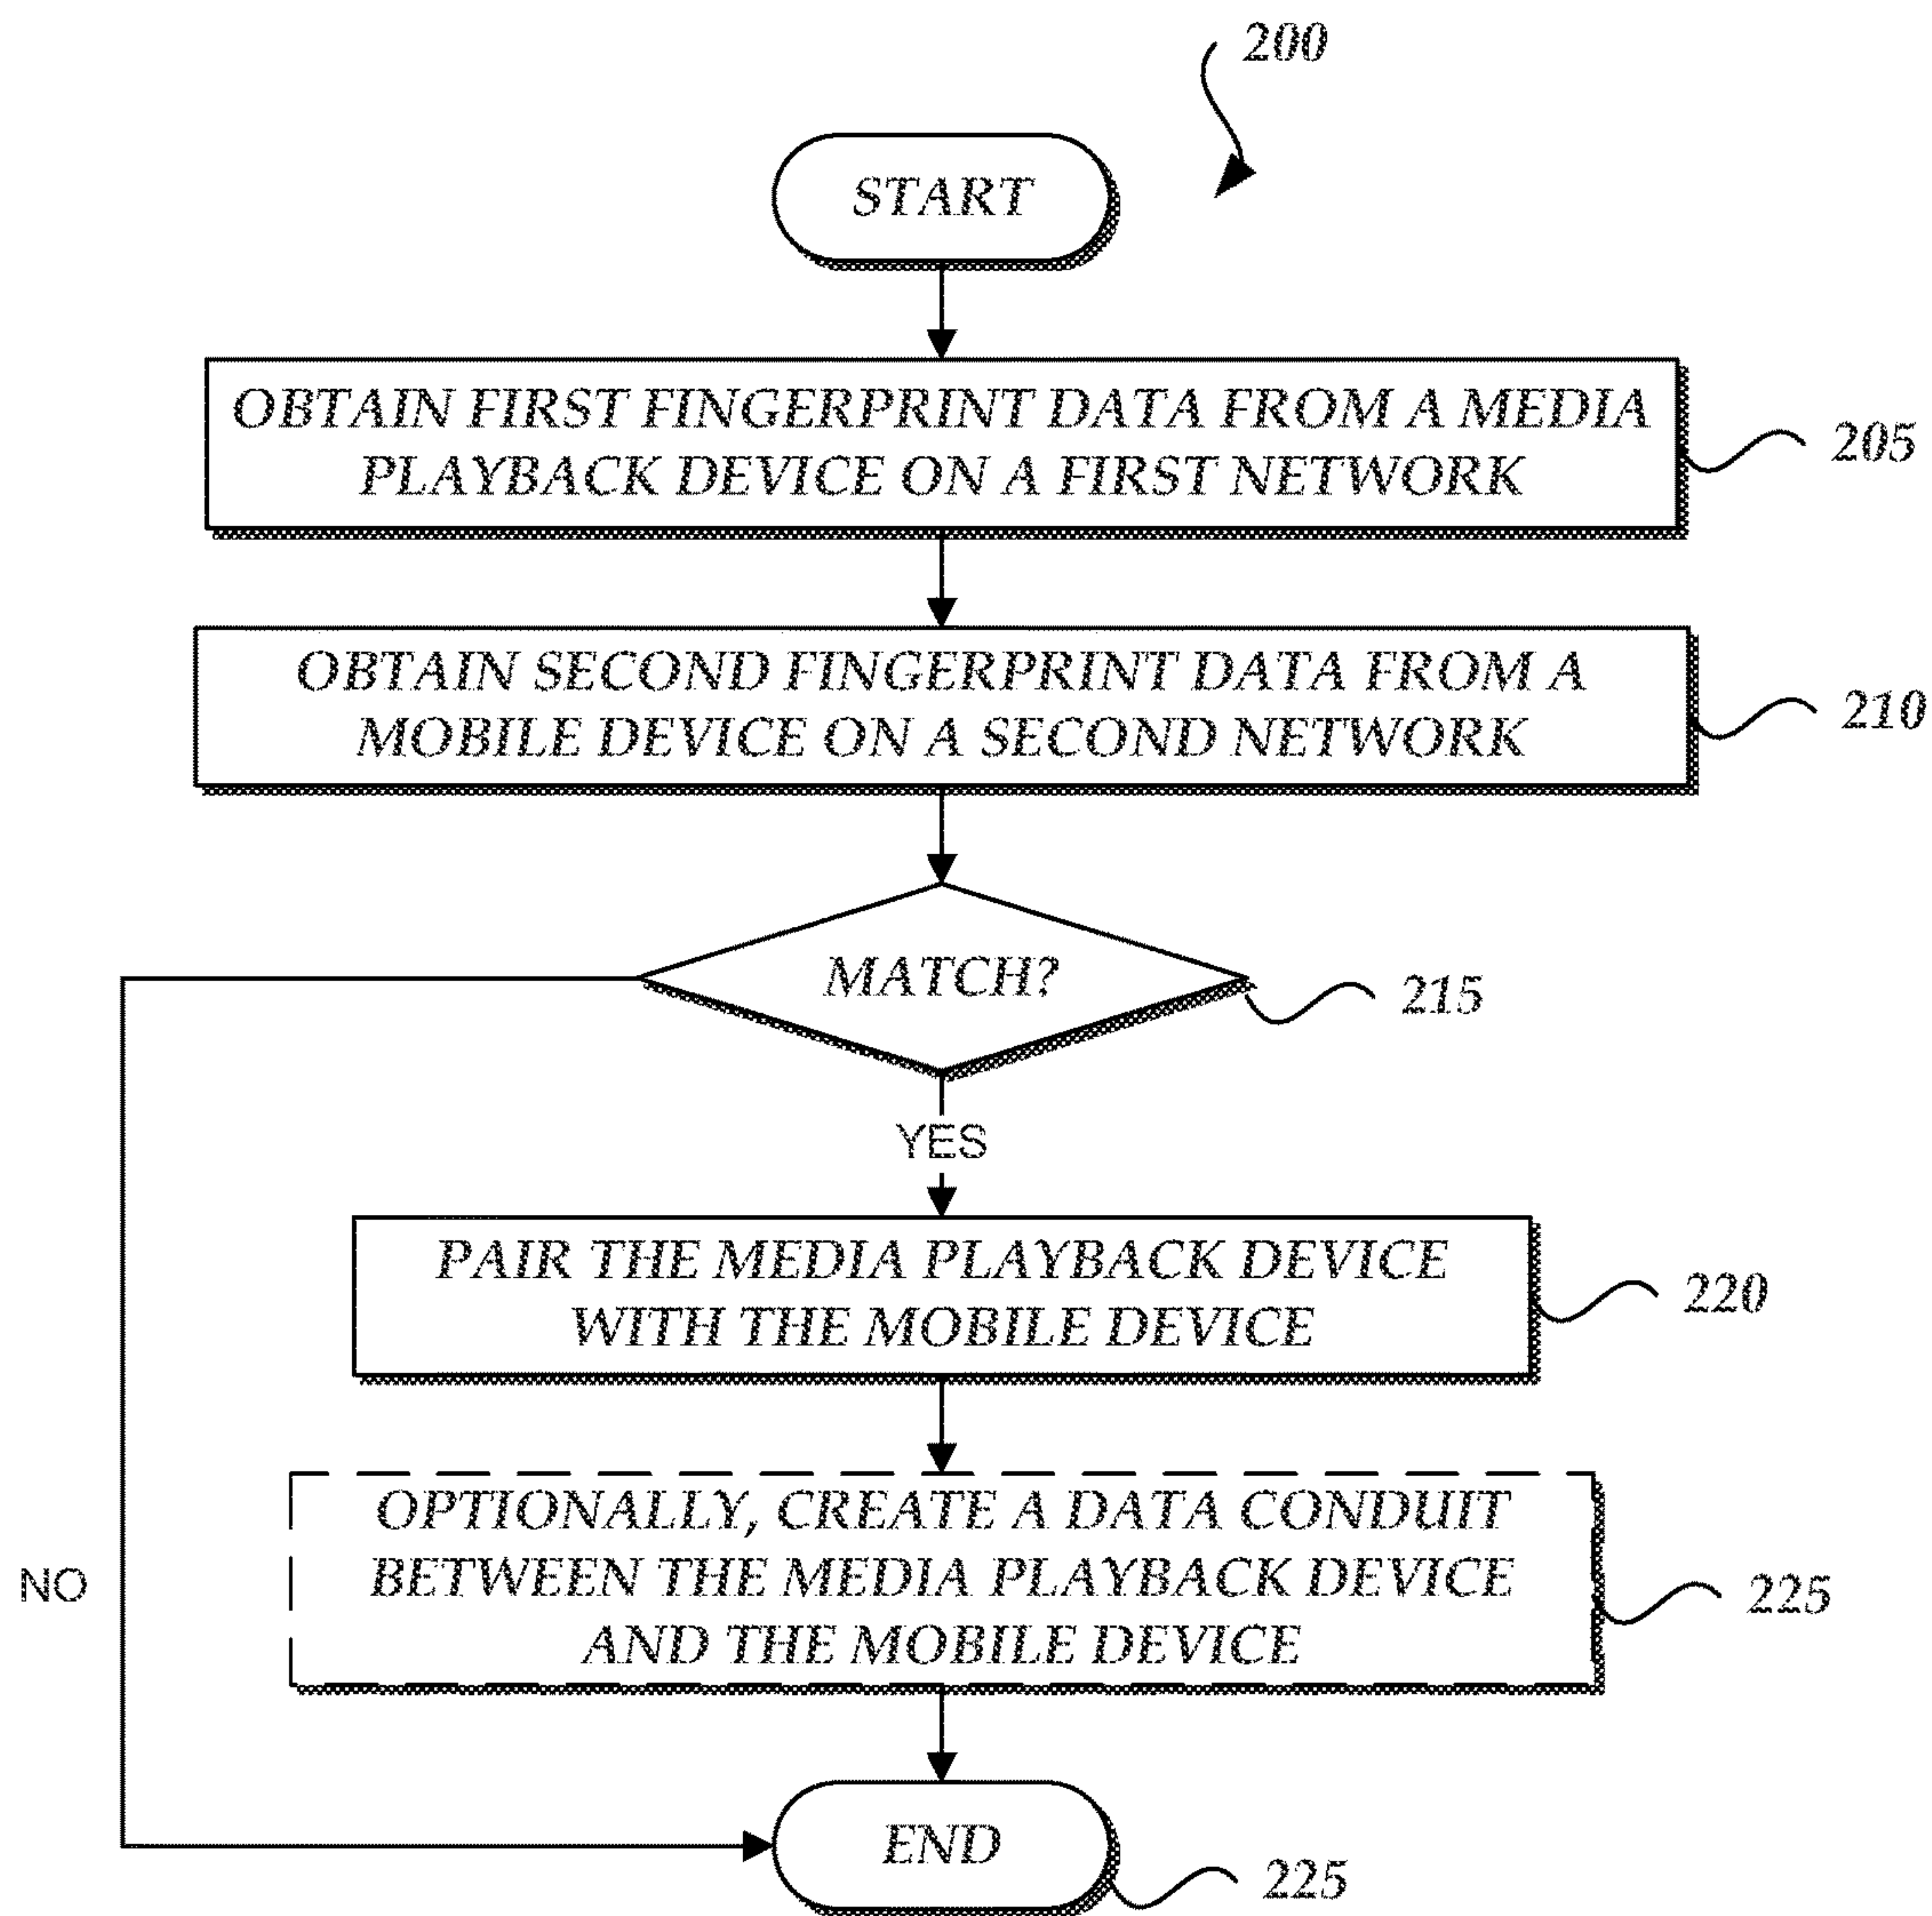 200
START
OBTAIN FIRST FINGERPRINT DATA FROM A MEDIA
PLAYBACK DEVICE ON A FIRST NETWORK
205
OBTAIN SECOND FINGERPRINT DATA FROM A
MOBILE DEVICE ON A SECOND NETWORK
210
MATCH?
215
YES
PAIR THE MEDIA PLAYBACK DEVICE
WITH THE MOBILE DEVICE
220
OPTIONALLY, CREATE A DATA CONDUIT
BETWEEN THE MEDIA PLAYBACK DEVICE
AND THE MOBILE DEVICE
225
NO
END
225